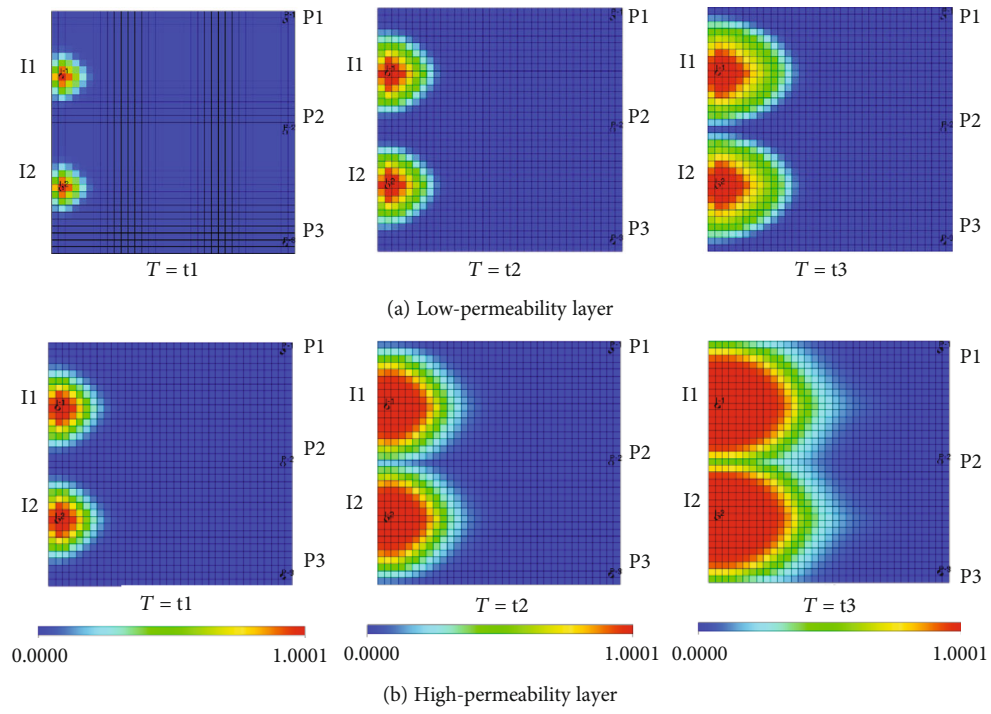 P1
I1
P2
I2
P3
T = t1
P1
I1
P2
I2
P3
T = t2
P1
I1
P2
I2
P3
T = t3
(a) Low-permeability layer
P1
I1
P2
I2
P3
T = t1
P1
I1
P2
I2
P3
T = t2
P1
I1
P2
I2
P3
T = t3
0.0000 1.0001
0.0000 1.0001
0.0000 1.0001
(b) High-permeability layer